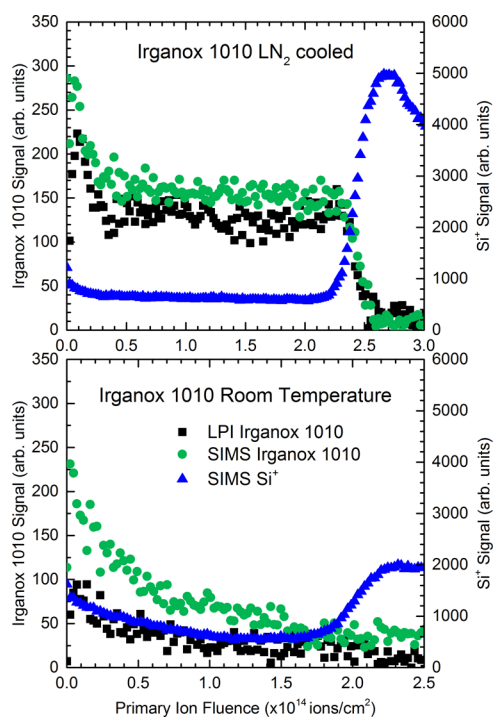 Irganox 1010 LN₂ cooled
Irganox 1010 Signal (arb. units)
350
300
250
200
150
100
50
0
6000
5000
4000
3000
2000
1000
0
Si⁺ Signal (arb. units)
0.0 0.5 1.0 1.5 2.0 2.5 3.0
Irganox 1010 Room Temperature
LPI Irganox 1010
SIMS Irganox 1010
SIMS Si⁺
Irganox 1010 Signal (arb. units)
350
300
250
200
150
100
50
0
6000
5000
4000
3000
2000
1000
0
Si⁺ Signal (arb. units)
0.0 0.5 1.0 1.5 2.0 2.5
Primary Ion Fluence (x10¹⁴ ions/cm²)